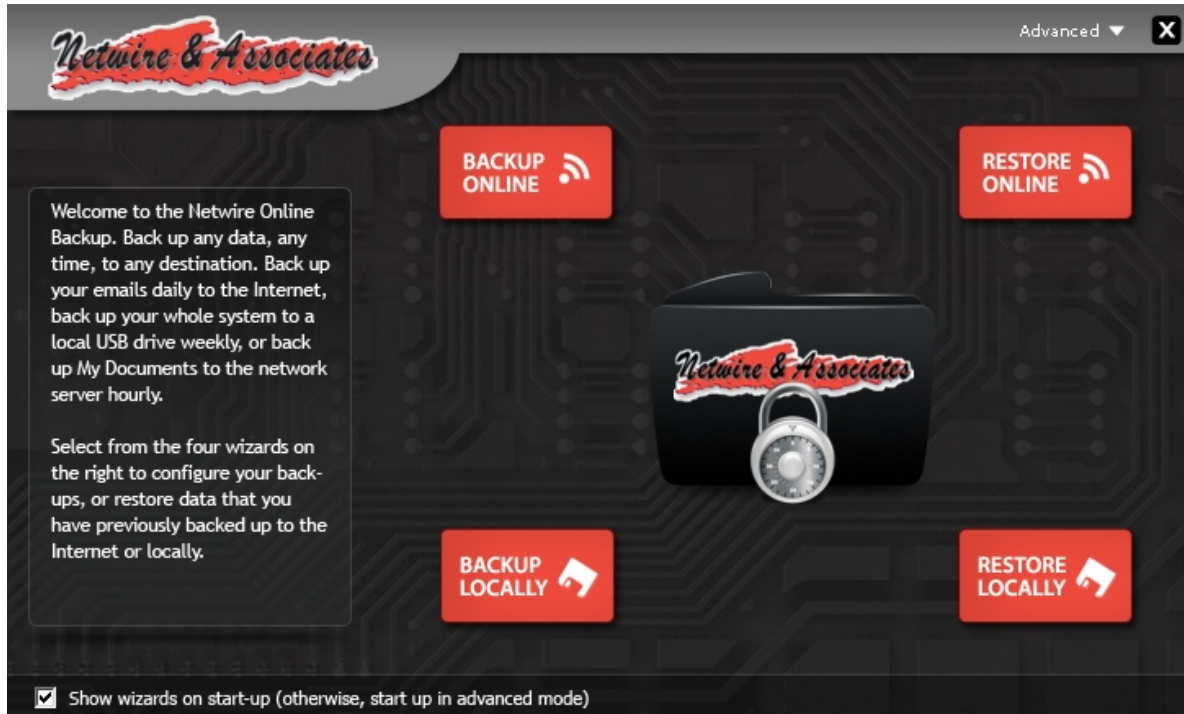 Netwire & Associates
Advanced
BACKUP
ONLINE
RESTORE
ONLINE
Welcome to the Netwire Online
Backup. Back up any data, any
time, to any destination. Back up
your emails daily to the Internet,
back up your whole system to a
local USB drive weekly, or back
up My Documents to the network
server hourly.
Select from the four wizards on
the right to configure your back-
ups, or restore data that you
have previously backed up to the
Internet or locally.
Netwire & Associates
BACKUP
LOCALLY
RESTORE
LOCALLY
Show wizards on start-up (otherwise, start up in advanced mode)